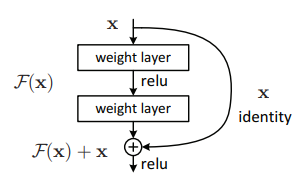 x
weight layer
relu
F(x)
weight layer
x
identity
F(x) + x
relu